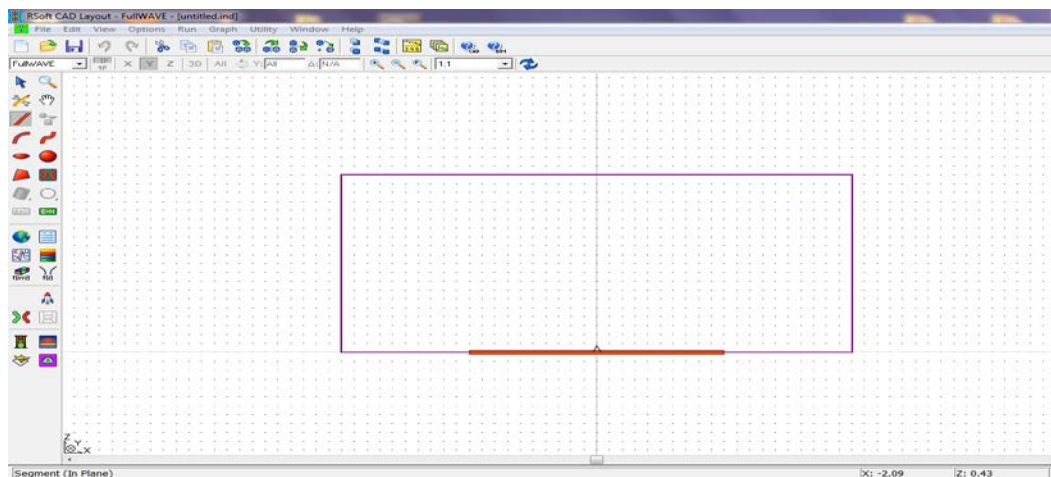 RSoft CAD Layout - FullWAVE - [untitled.ind]
File Edit View Options Run Graph Utility Window Help
FullWAVE X Y Z 3D All Y: All Δ: N/A 1:1
Z
Y
X
Segment (In Plane) X: -2.09 Z: 0.43